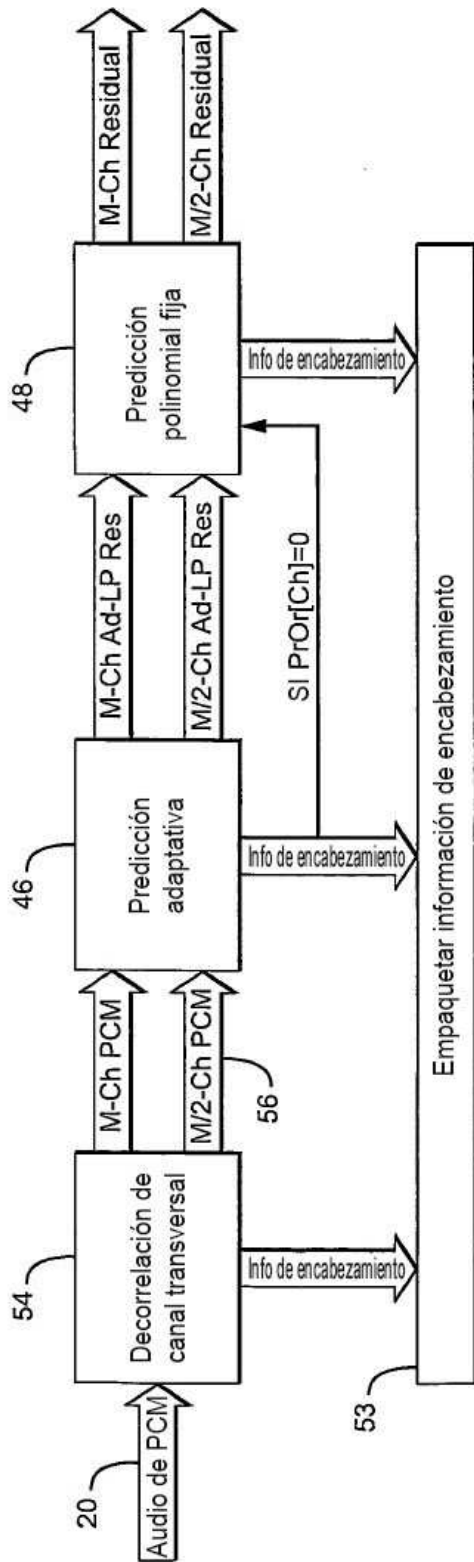 20
Audio de PCM
54
Decorrelación de
canal transversal
M-Ch PCM
M/2-Ch PCM
56
Info de encabezamiento
46
Predicción
adaptativa
M-Ch Ad-LP Res
M/2-Ch Ad-LP Res
Info de encabezamiento
SI PrOr[Ch]=0
48
Predicción
polinomial fija
M-Ch Residual
M/2-Ch Residual
Info de encabezamiento
53
Empaquetar información de encabezamiento